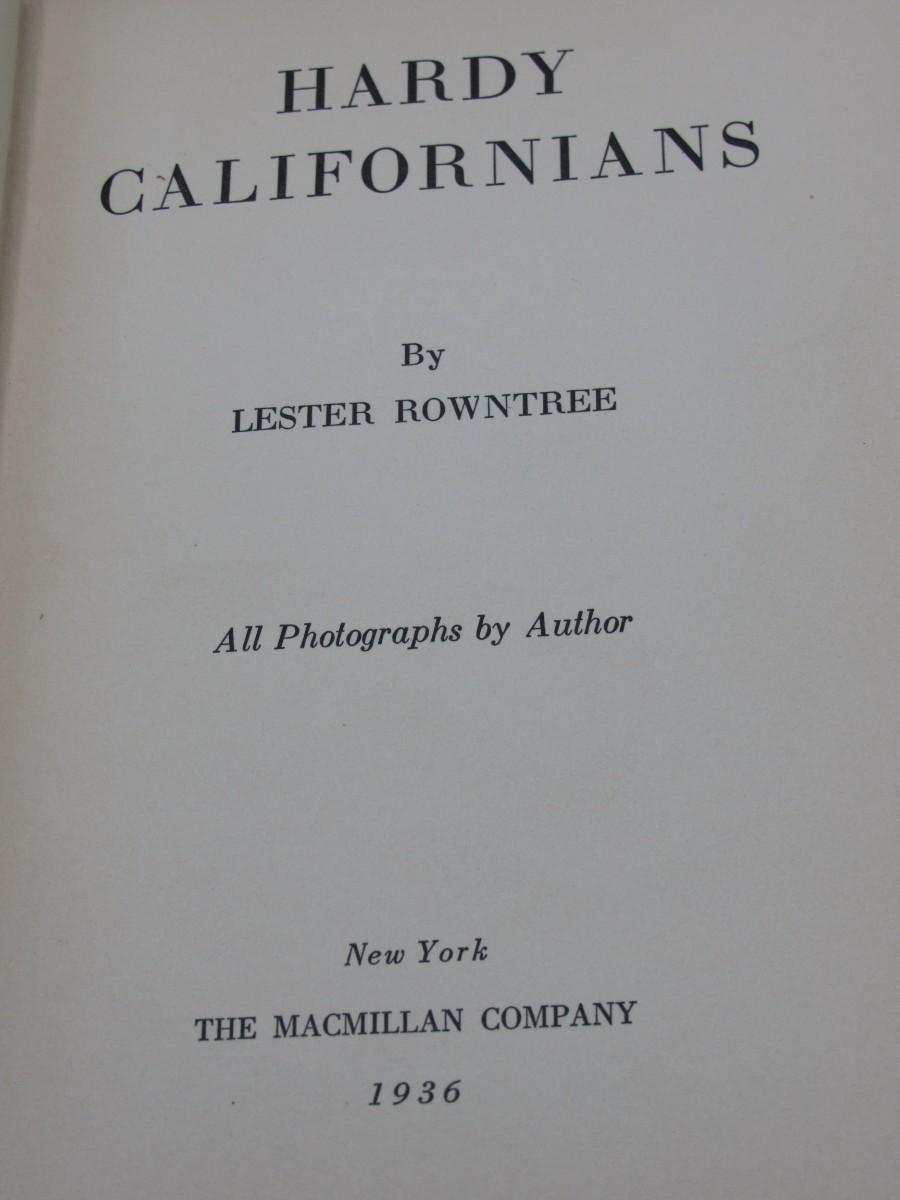 HARDY
CALIFORNIANS
By
LESTER ROWNTREE
All Photographs by Author
New York
THE MACMILLAN COMPANY
1936